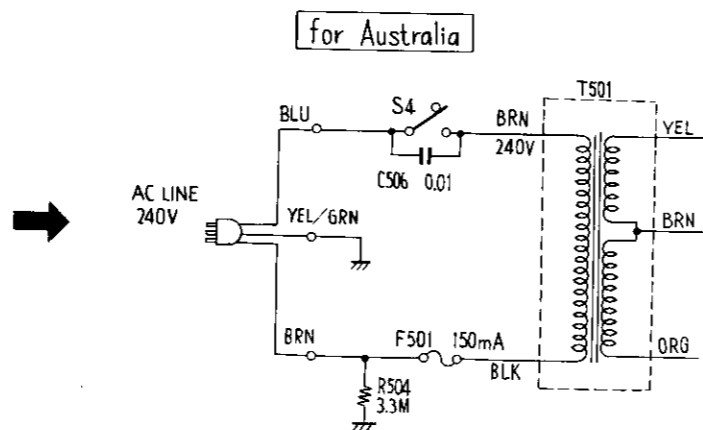 for Australia
T501
S4
BLU
BRN
240V
YEL
C506 0.01
AC LINE
240V
YEL/GRN
BRN
BRN
F501 150mA
BLK
ORG
R504
3.3M